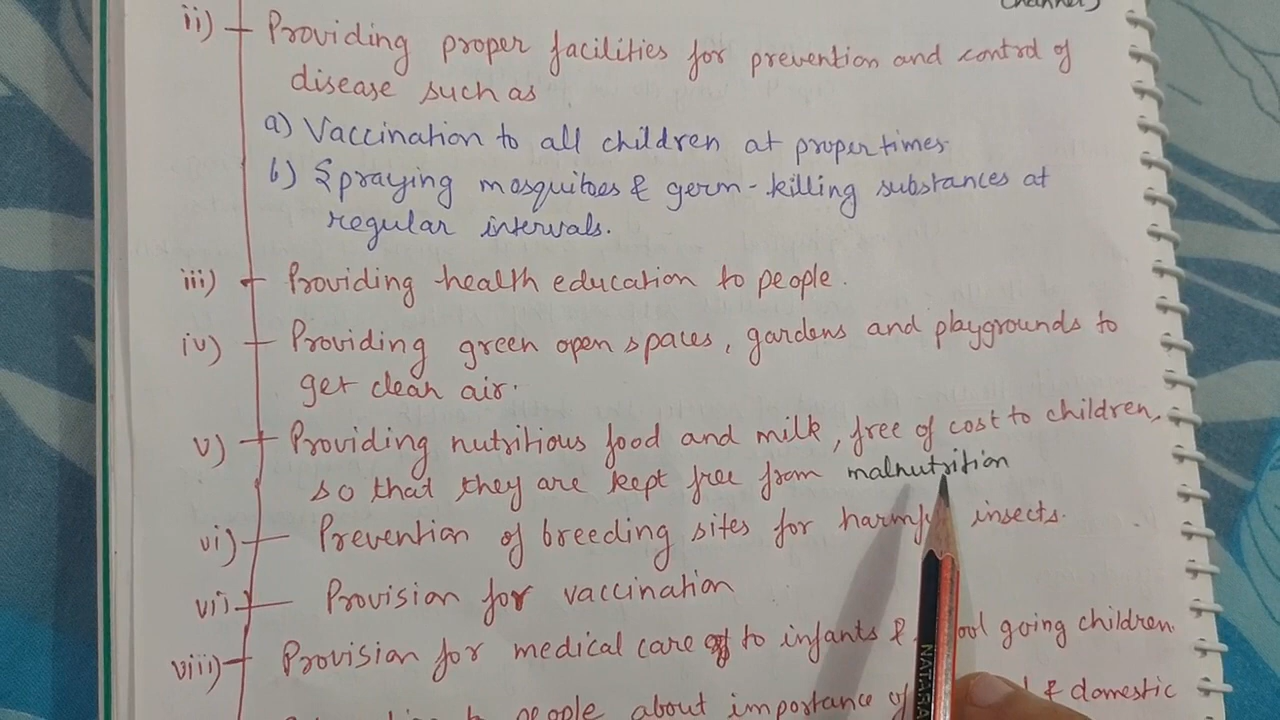 ii) Providing proper facilities for prevention and control of
disease such as
a) Vaccination to all children at proper times.
b) Spraying mosquitoes & germ-killing substances at
regular intervals.
iii) Providing health education to people.
iv) Providing green open spaces, gardens and playgrounds to
get clean air.
v) Providing nutritious food and milk, free of cost to children,
so that they are kept free from malnutrition
vi) Prevention of breeding sites for insects.
vii) Provision for vaccination
viii) Provision for medical care to infants & going children
people about importance & domestic
NATARA